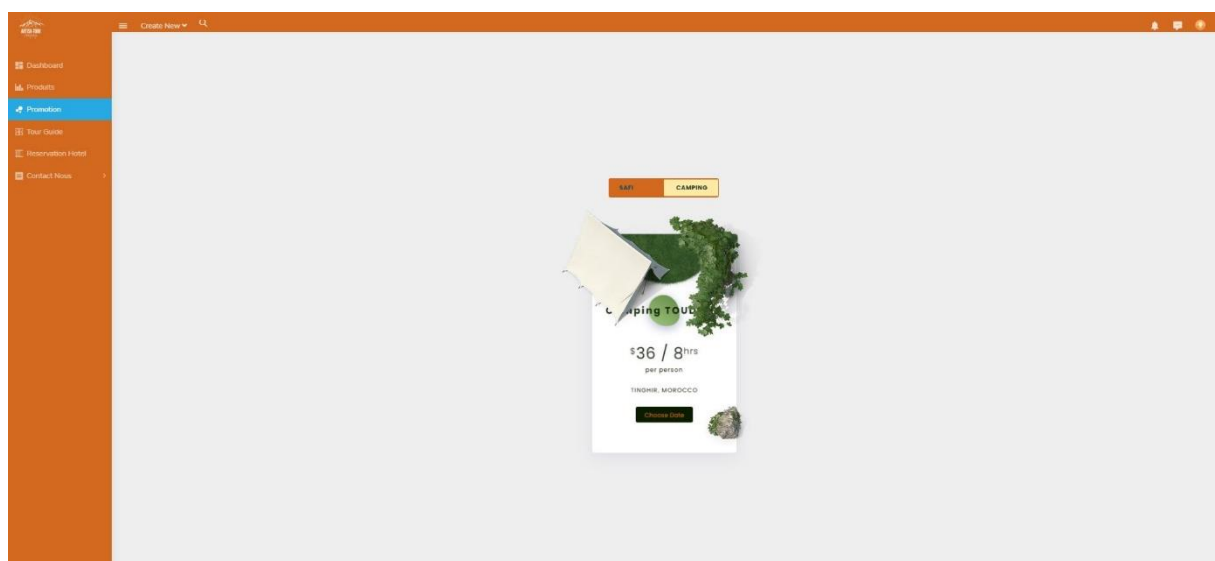 Create New
Dashboard
Produits
Promotion
Tour Guide
Reservation Hotel
Contact Nous
SAFI
CAMPING
$36 / 8hrs
per person
TINGHIR, MOROCCO
Choose Date